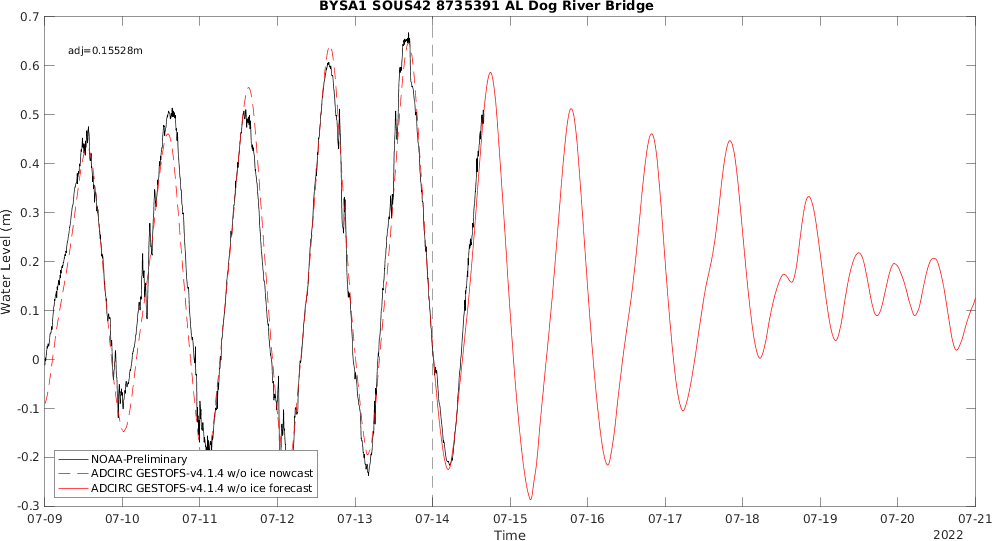 BYSA1 SOUS42 8735391 AL Dog River Bridge
0.7
0.6
0.5
0.4
0.3
0.2
0.1
0
-0.1
-0.2
-0.3
Water Level (m)
adj=0.15528m
NOAA-Preliminary
ADCIRC GESTOFS-v4.1.4 w/o ice nowcast
ADCIRC GESTOFS-v4.1.4 w/o ice forecast
07-09 07-10 07-11 07-12 07-13 07-14 07-15 07-16 07-17 07-18 07-19 07-20 07-21
Time
2022